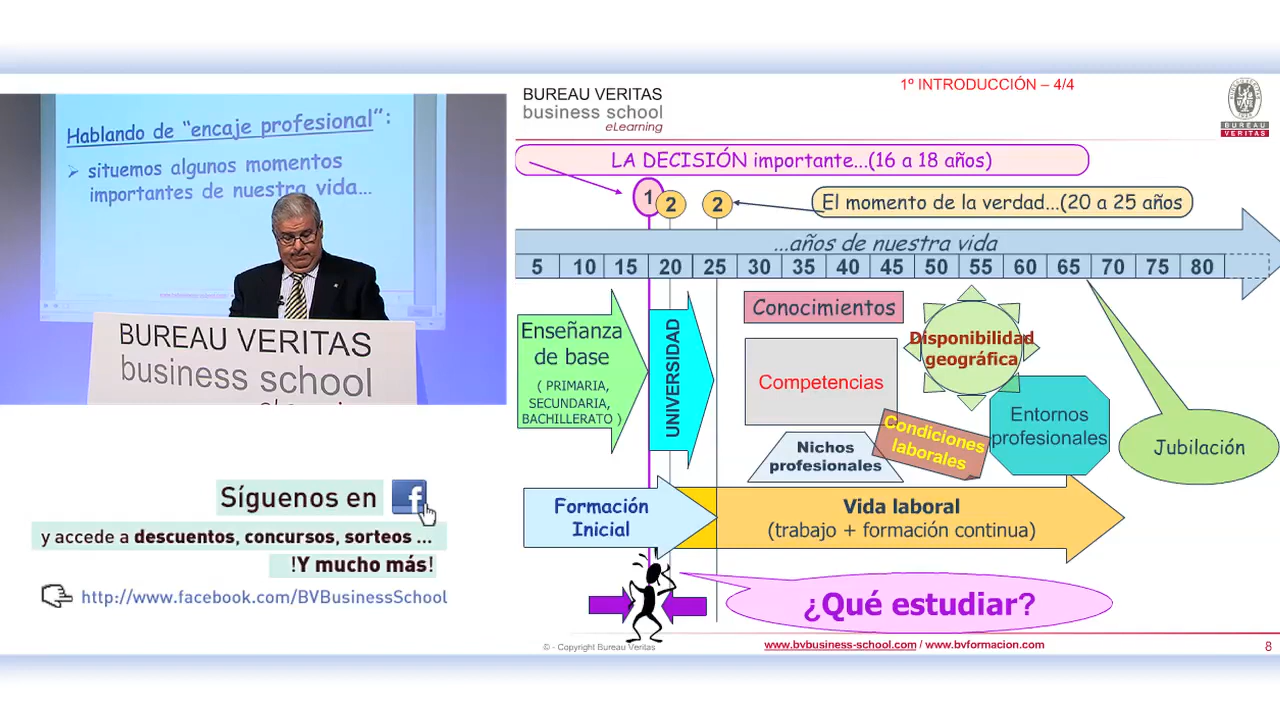 Hablando de “encaje profesional”:
➢ situemos algunos momentos
importantes de nuestra vida...
BUREAU VERITAS
business school
Síguenos en f
y accede a descuentos, concursos, sorteos ...
!Y mucho más!
http://www.facebook.com/BVBusinessSchool
1º INTRODUCCIÓN – 4/4
BUREAU VERITAS
business school
eLearning
BUREAU
VERITAS
LA DECISIÓN importante...(16 a 18 años)
1 2 2
El momento de la verdad...(20 a 25 años
...años de nuestra vida
5 10 15 20 25 30 35 40 45 50 55 60 65 70 75 80
Enseñanza
de base
( PRIMARIA,
SECUNDARIA,
BACHILLERATO )
UNIVERSIDAD
Conocimientos
Competencias
Nichos
profesionales
Disponibilidad
geográfica
Condiciones
laborales
Entornos
profesionales
Jubilación
Formación
Inicial
Vida laboral
(trabajo + formación continua)
¿Qué estudiar?
© - Copyright Bureau Veritas
www.bvbusiness-school.com / www.bvformacion.com
8